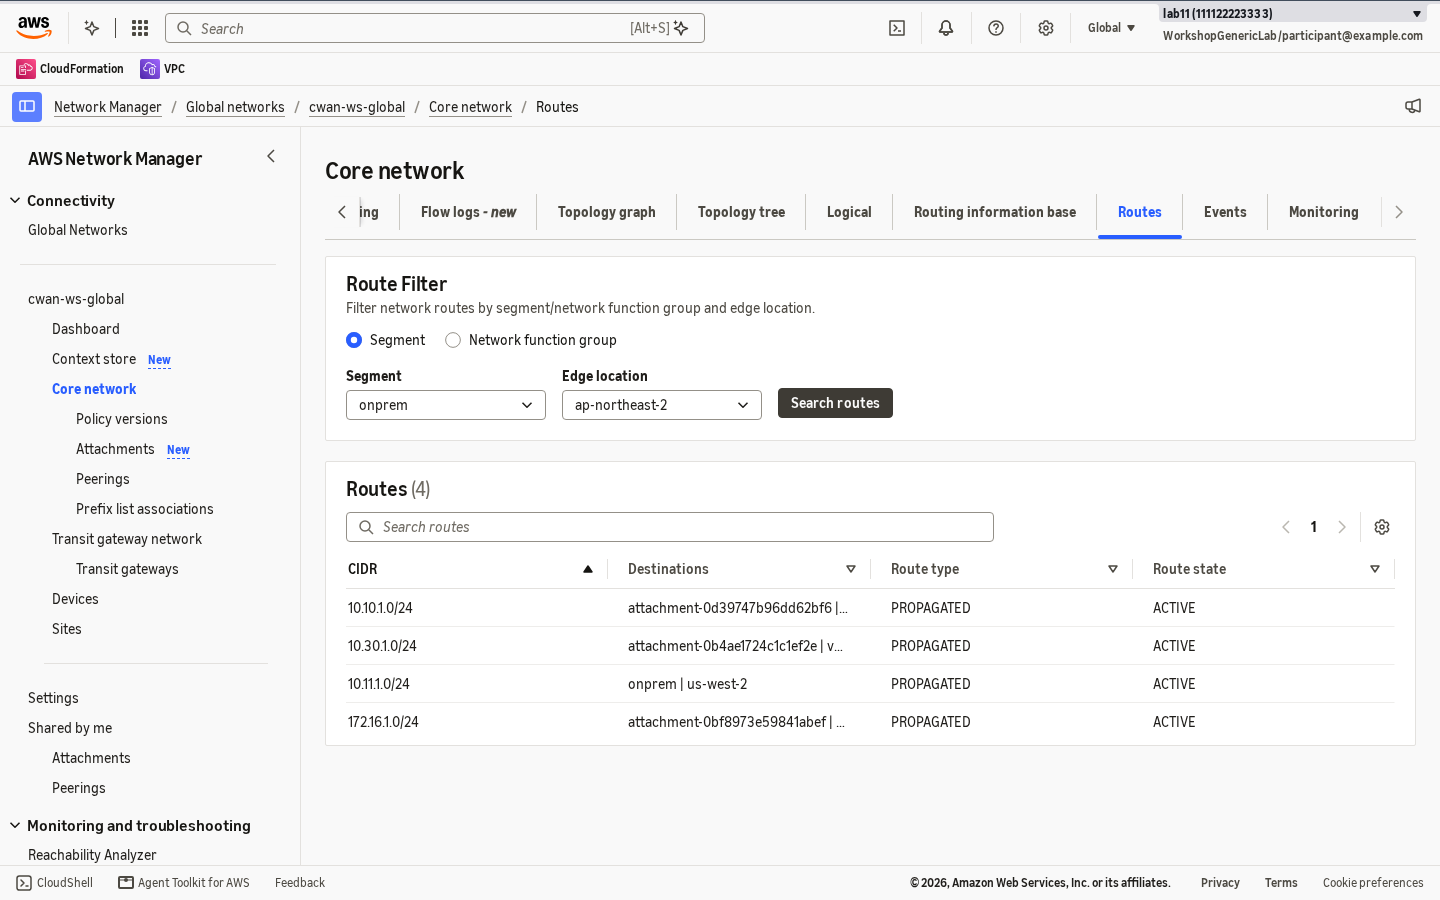 aws
Search
[Alt+S]
Global
lab11 (111122223333)
WorkshopGenericLab/participant@example.com
CloudFormation
VPC
Network Manager / Global networks / cwan-ws-global / Core network / Routes
AWS Network Manager
Connectivity
Global Networks
cwan-ws-global
Dashboard
Context store New
Core network
Policy versions
Attachments New
Peerings
Prefix list associations
Transit gateway network
Transit gateways
Devices
Sites
Settings
Shared by me
Attachments
Peerings
Monitoring and troubleshooting
Reachability Analyzer
Core network
ing
Flow logs - new
Topology graph
Topology tree
Logical
Routing information base
Routes
Events
Monitoring
Route Filter
Filter network routes by segment/network function group and edge location.
Segment
Network function group
Segment
Edge location
onprem
ap-northeast-2
Search routes
Routes (4)
Search routes
1
CIDR Destinations Route type Route state
10.10.1.0/24 attachment-0d39747b96dd62bf6 |... PROPAGATED ACTIVE
10.30.1.0/24 attachment-0b4ae1724c1c1ef2e | v... PROPAGATED ACTIVE
10.11.1.0/24 onprem | us-west-2 PROPAGATED ACTIVE
172.16.1.0/24 attachment-0bf8973e59841abef | ... PROPAGATED ACTIVE
CloudShell
Agent Toolkit for AWS
Feedback
© 2026, Amazon Web Services, Inc. or its affiliates.
Privacy
Terms
Cookie preferences